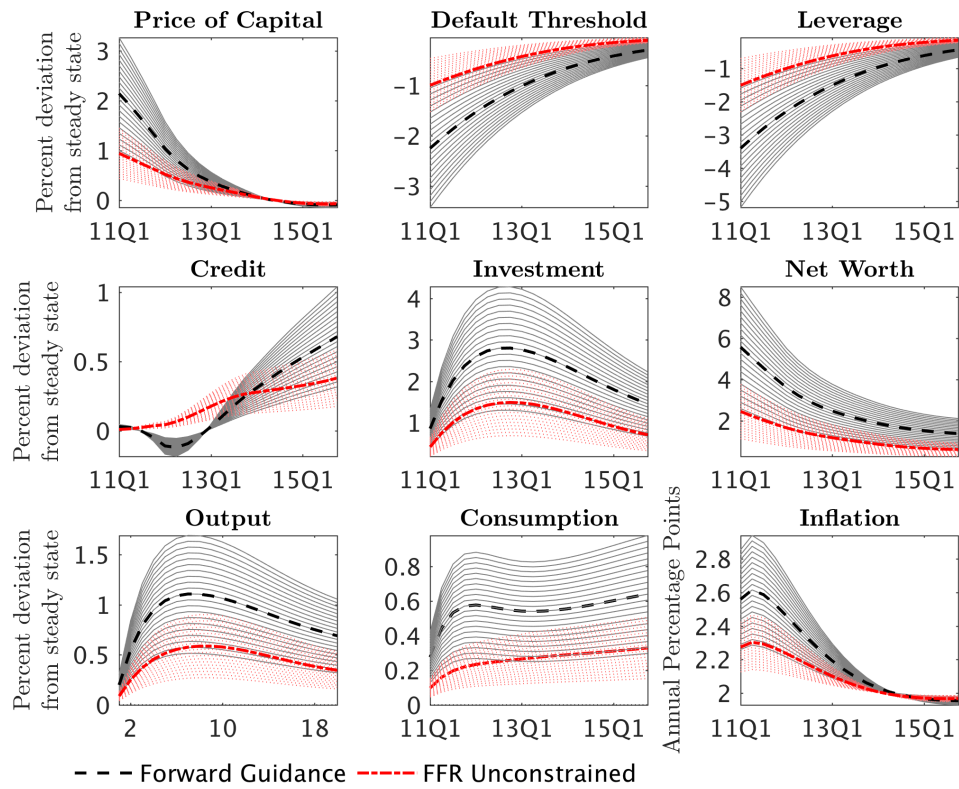 Price of Capital
Default Threshold
Leverage
Percent deviation
from steady state
3
2
1
0
11Q1 13Q1 15Q1
-1
-2
-3
11Q1 13Q1 15Q1
-1
-2
-3
-4
-5
11Q1 13Q1 15Q1
Credit
Investment
Net Worth
Percent deviation
from steady state
1
0.5
0
11Q1 13Q1 15Q1
4
3
2
1
0
11Q1 13Q1 15Q1
8
6
4
2
11Q1 13Q1 15Q1
Output
Consumption
Inflation
Percent deviation
from steady state
1.5
1
0.5
0
2 10 18
0.8
0.6
0.4
0.2
0
11Q1 13Q1 15Q1
Annual Percentage Points
2.8
2.6
2.4
2.2
2
11Q1 13Q1 15Q1
Forward Guidance FFR Unconstrained